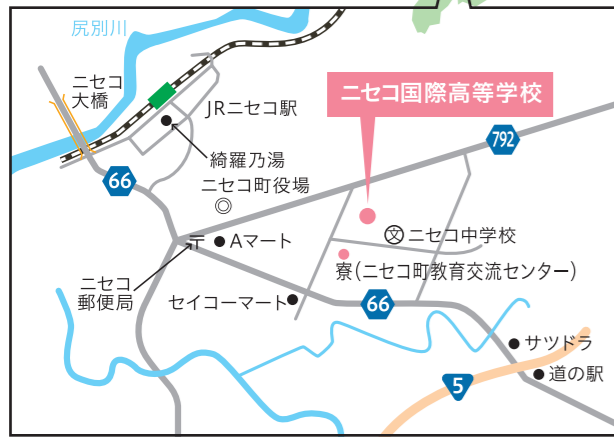 尻別川
ニセコ
大橋
JRニセコ駅
ニセコ国際高等学校
792
綺羅乃湯
66
ニセコ町役場
文
ニセコ中学校
〒
Aマート
寮(ニセコ町教育交流センター)
ニセコ
郵便局
セイコーマート
66
サツドラ
5
道の駅